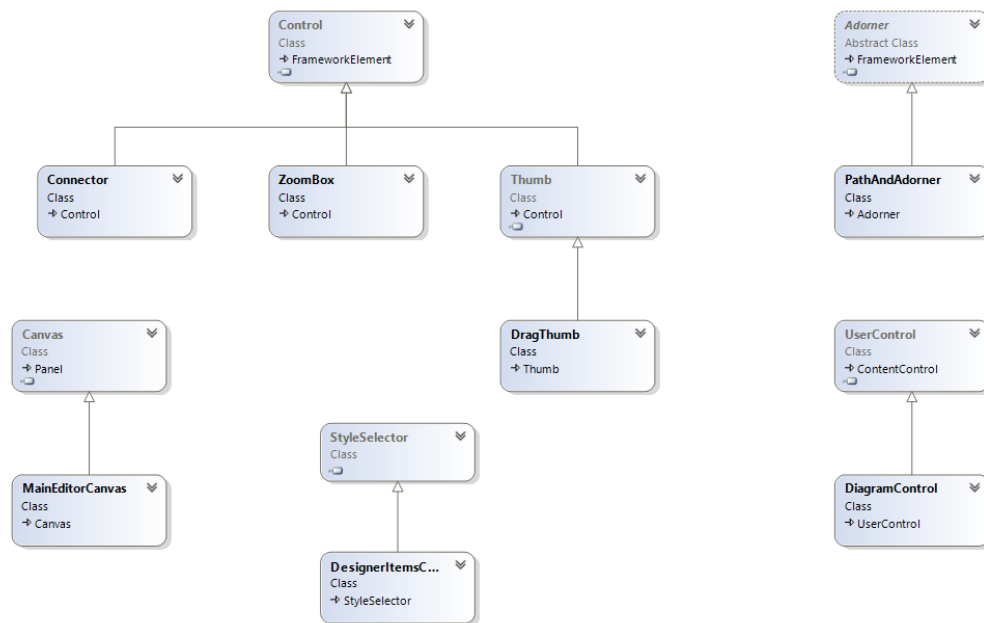 Control
Class
FrameworkElement
Adorner
Abstract Class
FrameworkElement
Connector
Class
Control
ZoomBox
Class
Control
Thumb
Class
Control
PathAndAdorner
Class
Adorner
Canvas
Class
Panel
DragThumb
Class
Thumb
UserControl
Class
ContentControl
StyleSelector
Class
MainEditorCanvas
Class
Canvas
DiagramControl
Class
UserControl
DesignerItemsC...
Class
StyleSelector